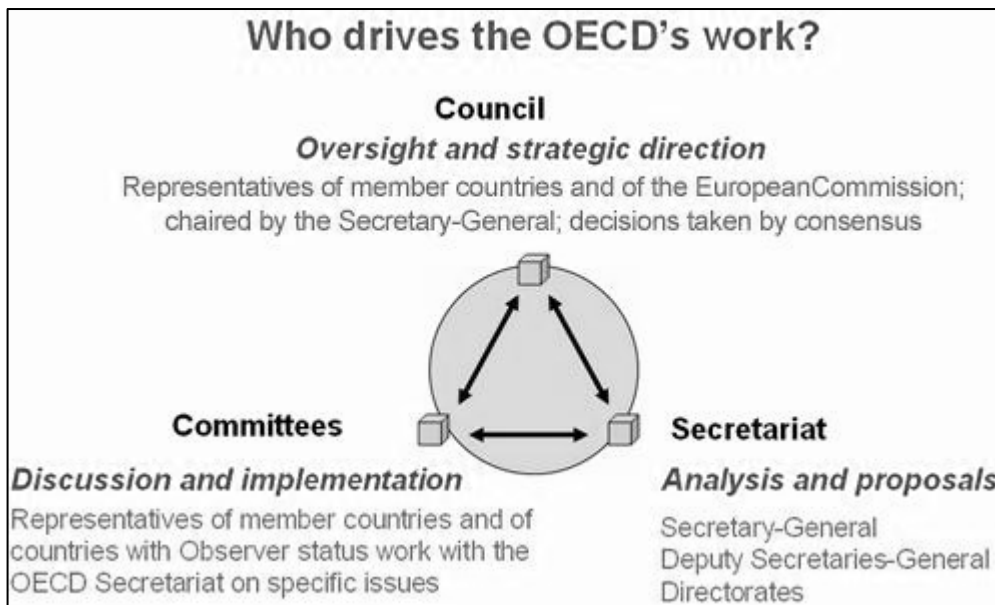 Who drives the OECD's work?
Council
Oversight and strategic direction
Representatives of member countries and of the EuropeanCommission;
chaired by the Secretary-General; decisions taken by consensus
Committees
Discussion and implementation
Representatives of member countries and of
countries with Observer status work with the
OECD Secretariat on specific issues
Secretariat
Analysis and proposals
Secretary-General
Deputy Secretaries-General
Directorates